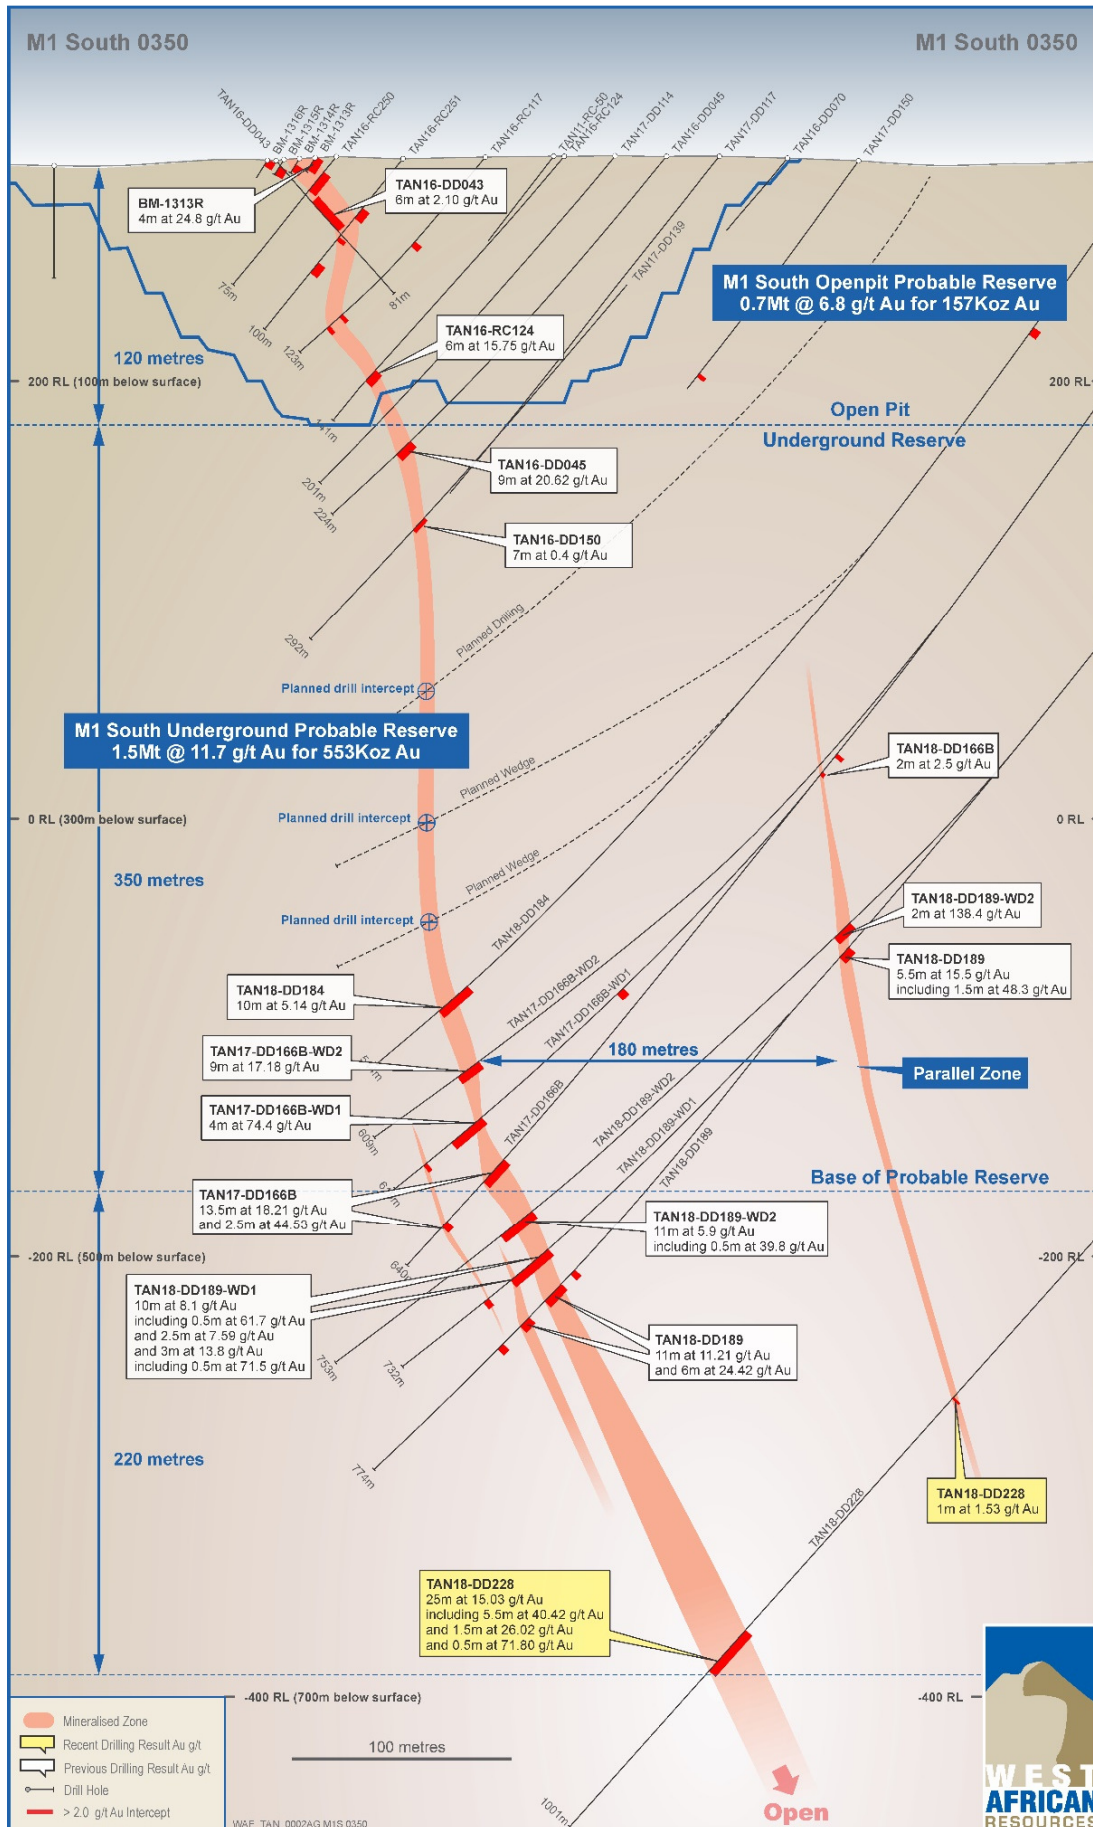 M1 South 0350
M1 South 0350
TAN16-DD043
BM-1316R
BM-1315R
BM-1314R
BM-1313R
TAN16-RC250
TAN16-RC251
TAN16-RC117
TAN11-RC-50
TAN16-RC124
TAN17-DD114
TAN16-DD045
TAN17-DD117
TAN16-DD070
TAN17-DD150
BM-1313R
4m at 24.8 g/t Au
TAN16-DD043
6m at 2.10 g/t Au
TAN17-DD139
75m
81m
100m
123m
M1 South Openpit Probable Reserve
0.7Mt @ 6.8 g/t Au for 157Koz Au
TAN16-RC124
6m at 15.75 g/t Au
120 metres
200 RL (100m below surface)
200 RL
141m
Open Pit
Underground Reserve
TAN16-DD045
9m at 20.62 g/t Au
201m
224m
TAN16-DD150
7m at 0.4 g/t Au
292m
Planned Drilling
Planned drill intercept
M1 South Underground Probable Reserve
1.5Mt @ 11.7 g/t Au for 553Koz Au
TAN18-DD166B
2m at 2.5 g/t Au
Planned Wedge
0 RL (300m below surface)
Planned drill intercept
0 RL
350 metres
Planned Wedge
Planned drill intercept
TAN18-DD184
TAN18-DD189-WD2
2m at 138.4 g/t Au
TAN18-DD189
5.5m at 15.5 g/t Au
including 1.5m at 48.3 g/t Au
TAN18-DD184
10m at 5.14 g/t Au
TAN17-DD166B-WD2
TAN17-DD166B-WD1
TAN17-DD166B-WD2
9m at 17.18 g/t Au
180 metres
Parallel Zone
TAN17-DD166B-WD1
4m at 74.4 g/t Au
609m
TAN17-DD166B
TAN18-DD189-WD2
TAN18-DD189-WD1
TAN18-DD189
Base of Probable Reserve
TAN17-DD166B
13.5m at 18.21 g/t Au
and 2.5m at 44.53 g/t Au
TAN18-DD189-WD2
11m at 5.9 g/t Au
including 0.5m at 39.8 g/t Au
-200 RL (500m below surface)
-200 RL
640m
TAN18-DD189-WD1
10m at 8.1 g/t Au
including 0.5m at 61.7 g/t Au
and 2.5m at 7.59 g/t Au
and 3m at 13.8 g/t Au
including 0.5m at 71.5 g/t Au
TAN18-DD189
11m at 11.21 g/t Au
and 6m at 24.42 g/t Au
753m
732m
220 metres
774m
TAN18-DD228
1m at 1.53 g/t Au
TAN18-DD228
TAN18-DD228
25m at 15.03 g/t Au
including 5.5m at 40.42 g/t Au
and 1.5m at 26.02 g/t Au
and 0.5m at 71.80 g/t Au
-400 RL (700m below surface)
-400 RL
Mineralised Zone
Recent Drilling Result Au g/t
Previous Drilling Result Au g/t
Drill Hole
> 2.0 g/t Au Intercept
100 metres
WAF_TAN_0002AG M1S 0350
1001m
Open
WEST
AFRICAN
RESOURCES